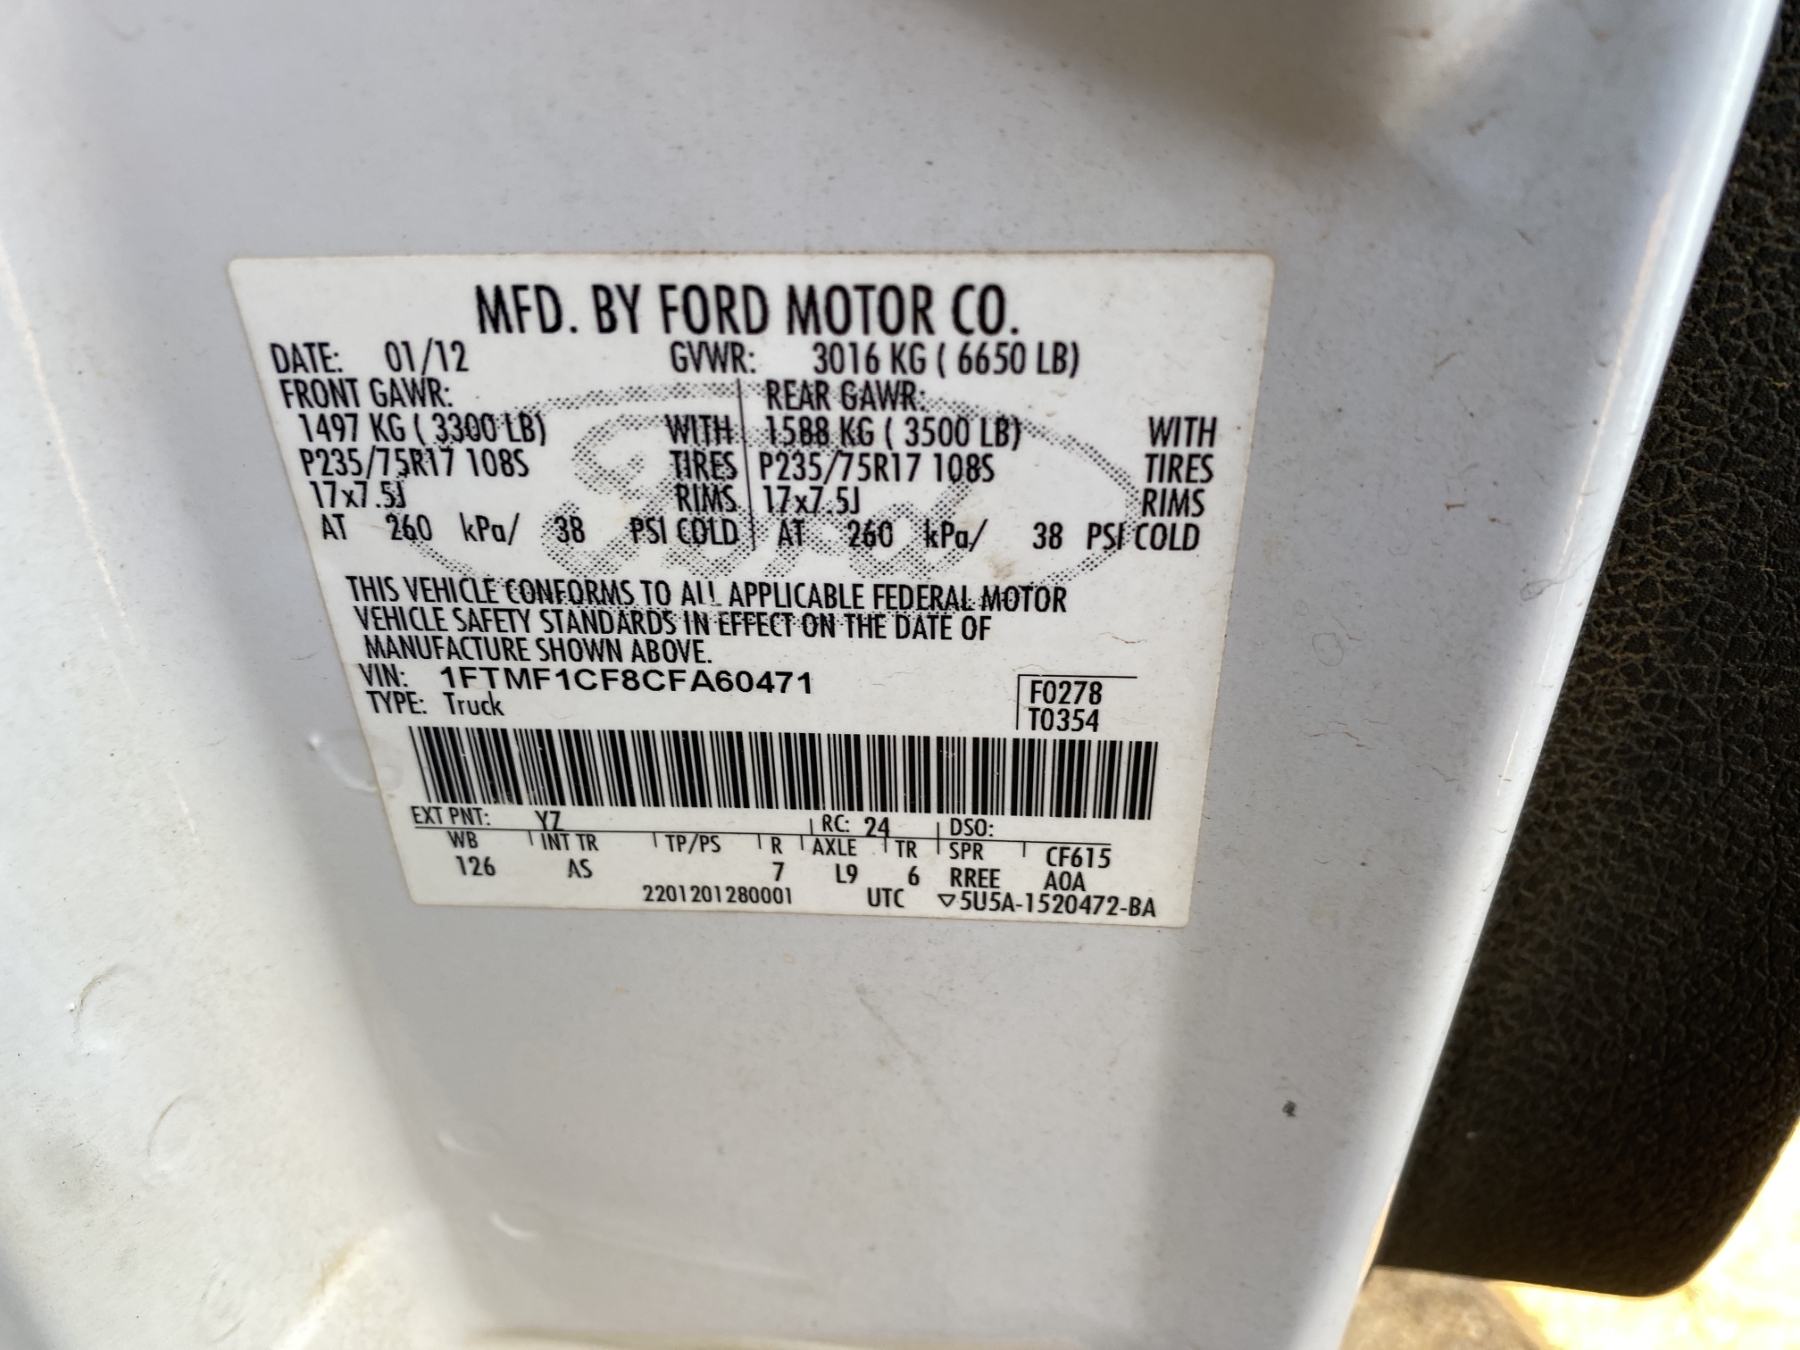 MFD. BY FORD MOTOR CO.
DATE: 01/12 GVWR: 3016 KG ( 6650 LB)
FRONT GAWR: REAR GAWR:
1497 KG ( 3300 LB) WITH 1588 KG ( 3500 LB) WITH
P235/75R17 108S TIRES P235/75R17 108S TIRES
17x7.5J RIMS 17x7.5J RIMS
AT 260 kPa/ 38 PSI COLD AT 260 kPa/ 38 PSI COLD
Ford
THIS VEHICLE CONFORMS TO ALL APPLICABLE FEDERAL MOTOR
VEHICLE SAFETY STANDARDS IN EFFECT ON THE DATE OF
MANUFACTURE SHOWN ABOVE.
VIN: 1FTMF1CF8CFA60471 F0278
TYPE: Truck T0354
EXT PNT: YZ RC: 24 DSO:
WB INT TR TP/PS R AXLE TR SPR CF615
126 AS 7 L9 6 RREE A0A
2201201280001 UTC ▽5U5A-1520472-BA